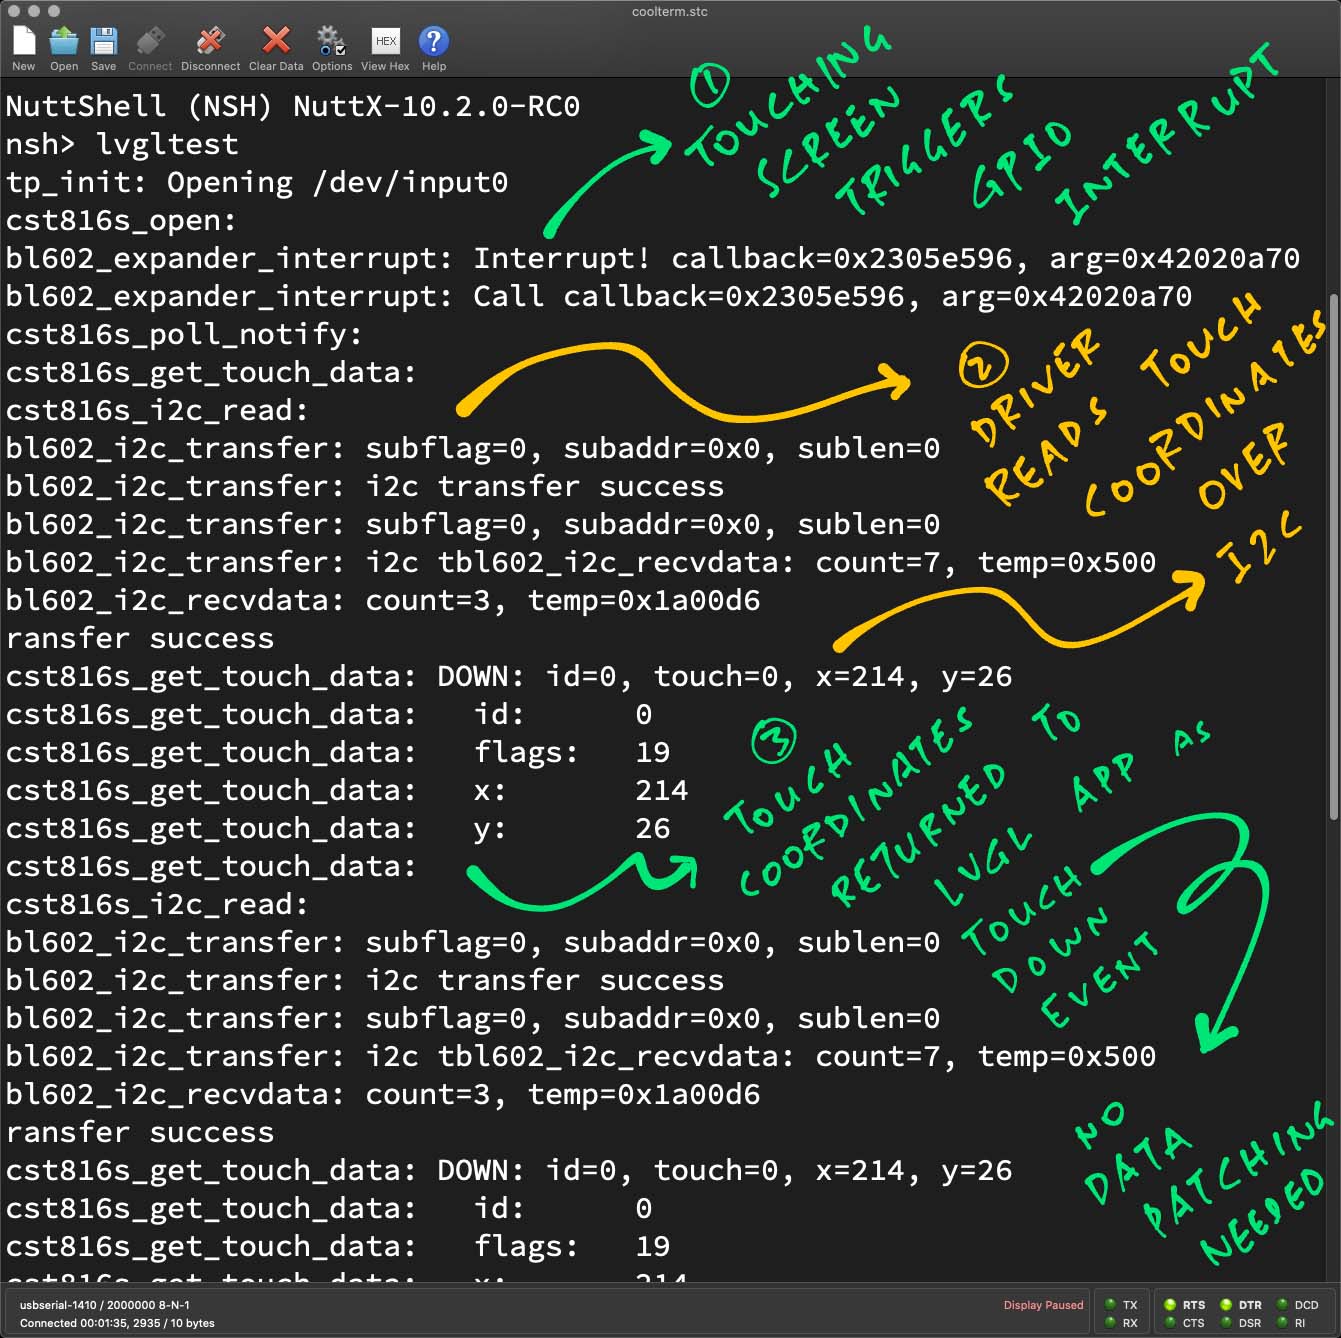 coolterm.stc
New Open Save Connect Disconnect Clear Data Options HEX View Hex ? Help
NuttShell (NSH) NuttX-10.2.0-RC0
nsh> lvgltest
tp_init: Opening /dev/input0
cst816s_open:
bl602_expander_interrupt: Interrupt! callback=0x2305e596, arg=0x42020a70
bl602_expander_interrupt: Call callback=0x2305e596, arg=0x42020a70
cst816s_poll_notify:
cst816s_get_touch_data:
cst816s_i2c_read:
bl602_i2c_transfer: subflag=0, subaddr=0x0, sublen=0
bl602_i2c_transfer: i2c transfer success
bl602_i2c_transfer: subflag=0, subaddr=0x0, sublen=0
bl602_i2c_transfer: i2c tbl602_i2c_recvdata: count=7, temp=0x500
bl602_i2c_recvdata: count=3, temp=0x1a00d6
ransfer success
cst816s_get_touch_data: DOWN: id=0, touch=0, x=214, y=26
cst816s_get_touch_data:   id:      0
cst816s_get_touch_data:   flags:   19
cst816s_get_touch_data:   x:       214
cst816s_get_touch_data:   y:       26
cst816s_get_touch_data:
cst816s_i2c_read:
bl602_i2c_transfer: subflag=0, subaddr=0x0, sublen=0
bl602_i2c_transfer: i2c transfer success
bl602_i2c_transfer: subflag=0, subaddr=0x0, sublen=0
bl602_i2c_transfer: i2c tbl602_i2c_recvdata: count=7, temp=0x500
bl602_i2c_recvdata: count=3, temp=0x1a00d6
ransfer success
cst816s_get_touch_data: DOWN: id=0, touch=0, x=214, y=26
cst816s_get_touch_data:   id:      0
cst816s_get_touch_data:   flags:   19
cst816s_get_touch_data:   x:       214
1
TOUCHING
SCREEN
TRIGGERS
GPIO
INTERRUPT
2
DRIVER
READS TOUCH
COORDINATES
OVER
I2C
3
TOUCH
COORDINATES
RETURNED TO
LVGL APP AS
TOUCH
DOWN
EVENT
NO
DATA
PATCHING
NEEDED
usbserial-1410 / 2000000 8-N-1
Connected 00:01:35, 2935 / 10 bytes
Display Paused
TX RTS DTR DCD
RX CTS DSR RI